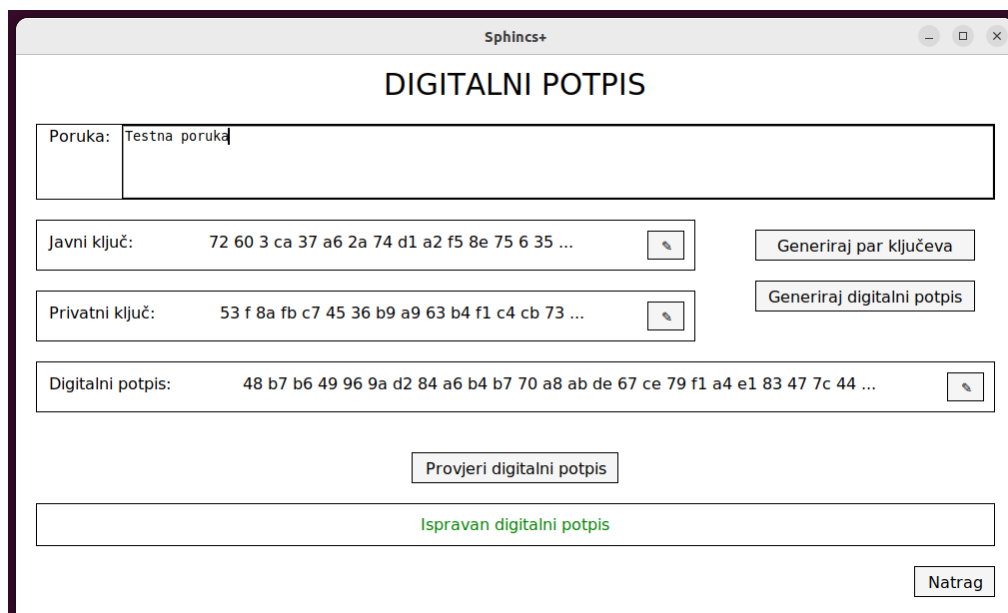 Sphincs+
DIGITALNI POTPIS
Poruka: Testna poruka
Javni ključ: 72 60 3 ca 37 a6 2a 74 d1 a2 f5 8e 75 6 35 ...
Generiraj par ključeva
Generiraj digitalni potpis
Privatni ključ: 53 f 8a fb c7 45 36 b9 a9 63 b4 f1 c4 cb 73 ...
Digitalni potpis: 48 b7 b6 49 96 9a d2 84 a6 b4 b7 70 a8 ab de 67 ce 79 f1 a4 e1 83 47 7c 44 ...
Provjeri digitalni potpis
Ispravan digitalni potpis
Natrag